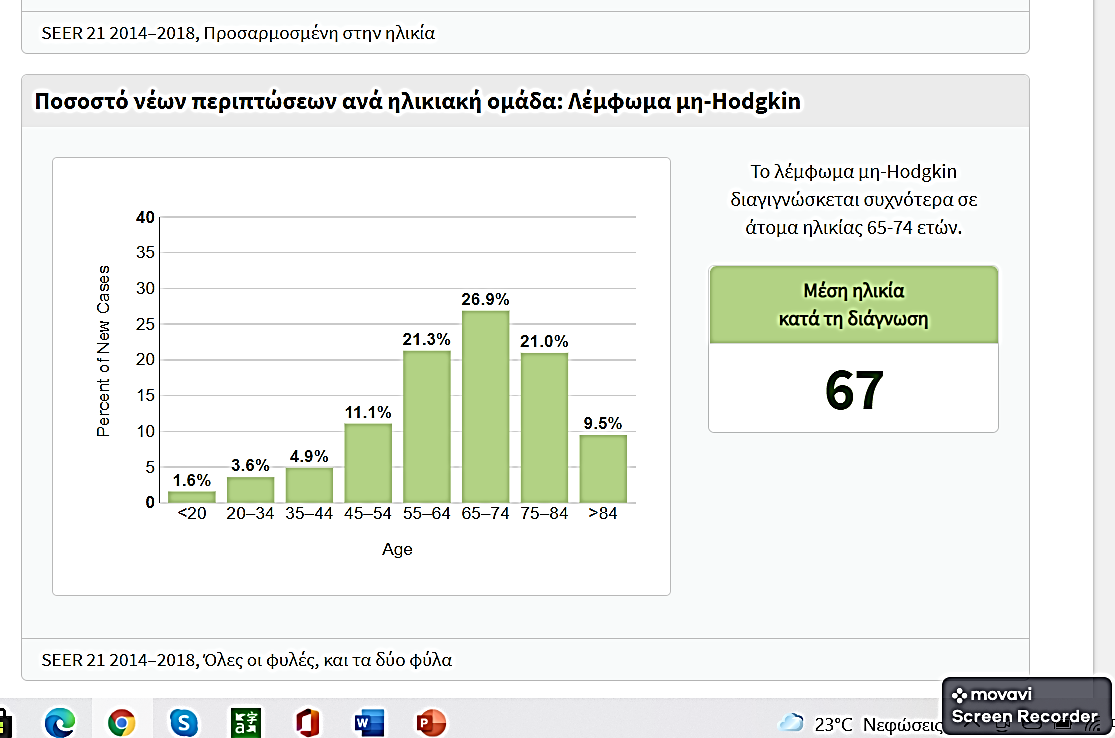 SEER 21 2014–2018, Προσαρμοσμένη στην ηλικία
Ποσοστό νέων περιπτώσεων ανά ηλικιακή ομάδα: Λέμφωμα μη-Hodgkin
Το λέμφωμα μη-Hodgkin
διαγιγνώσκεται συχνότερα σε
άτομα ηλικίας 65-74 ετών.
Μέση ηλικία
κατά τη διάγνωση
67
Percent of New Cases
40
35
30
25
20
15
10
5
0
1.6%
3.6%
4.9%
11.1%
21.3%
26.9%
21.0%
9.5%
<20 20–34 35–44 45–54 55–64 65–74 75–84 >84
Age
SEER 21 2014–2018, Όλες οι φυλές, και τα δύο φύλα
movavi
Screen Recorder
23°C Νεφώσεις